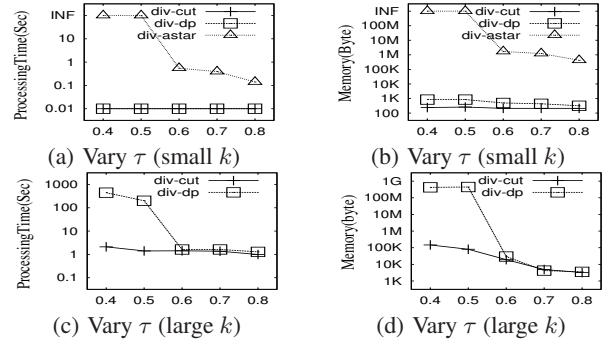 ProcessingTime(Sec)
INF
100
10
1
0.1
0.01
div-cut
div-dp
div-astar
0.4 0.5 0.6 0.7 0.8
(a) Vary τ (small k)
Memory(Byte)
INF
100M
10M
1M
100K
10K
1K
100
div-cut
div-dp
div-astar
0.4 0.5 0.6 0.7 0.8
(b) Vary τ (small k)
ProcessingTime(Sec)
1000
100
10
1
0.1
div-cut
div-dp
0.4 0.5 0.6 0.7 0.8
(c) Vary τ (large k)
Memory(byte)
1G
100M
10M
1M
100K
10K
1K
div-cut
div-dp
0.4 0.5 0.6 0.7 0.8
(d) Vary τ (large k)